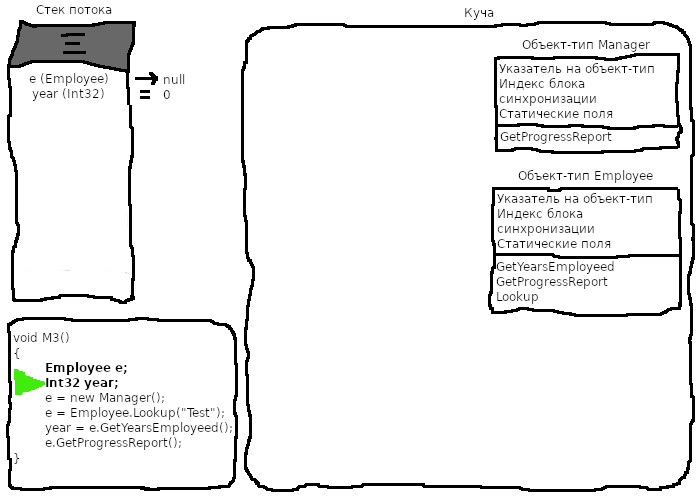 Стек потока
e (Employee) null
year (Int32) = 0
Куча
Объект-тип Manager
Указатель на объект-тип
Индекс блока
синхронизации
Статические поля
GetProgressReport
Объект-тип Employee
Указатель на объект-тип
Индекс блока
синхронизации
Статические поля
GetYearsEmployeed
GetProgressReport
Lookup
void M3()
{
Employee e;
Int32 year;
e = new Manager();
e = Employee.Lookup("Test");
year = e.GetYearsEmployeed();
e.GetProgressReport();
}